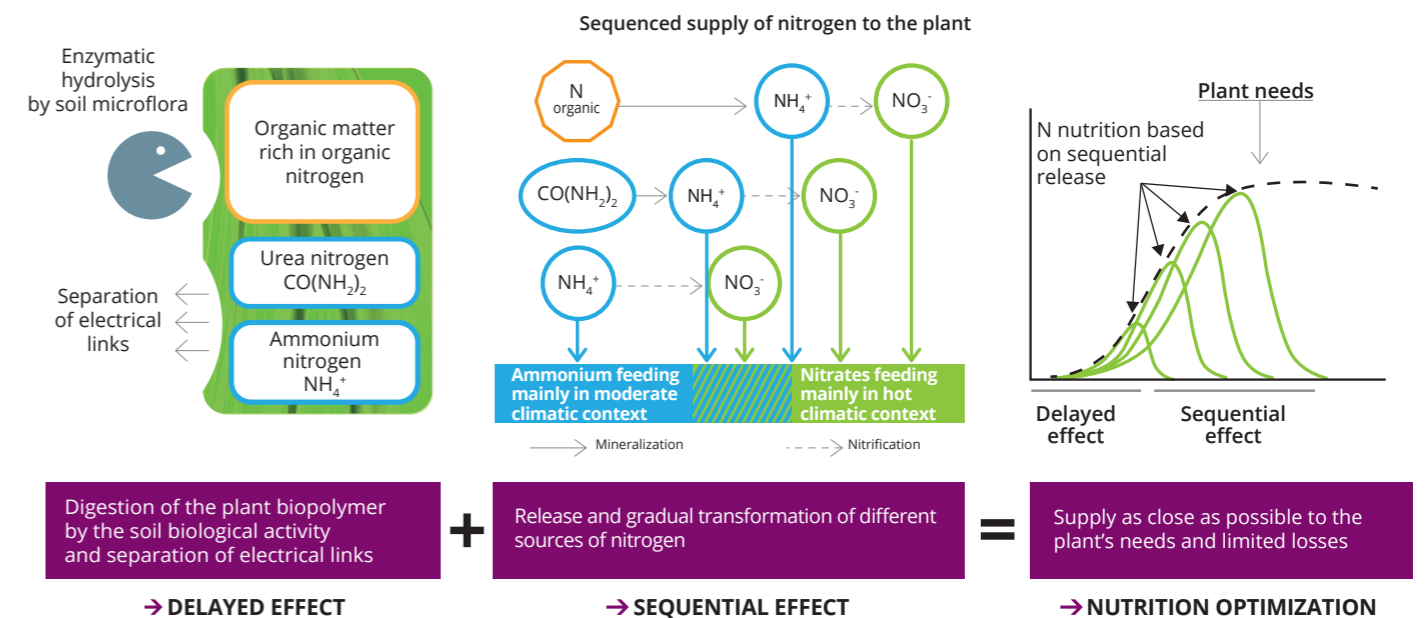 Sequenced supply of nitrogen to the plant
Enzymatic
hydrolysis
by soil microflora
Organic matter
rich in organic
nitrogen
Urea nitrogen
CO(NH₂)₂
Ammonium
nitrogen
NH₄⁺
Separation
of electrical
links
N
organic
NH₄⁺
NO₃⁻
CO(NH₂)₂
NH₄⁺
NO₃⁻
NH₄⁺
NO₃⁻
Ammonium feeding
mainly in moderate
climatic context
Nitrates feeding
mainly in hot
climatic context
Mineralization
Nitrification
Plant needs
N nutrition based
on sequential
release
Delayed
effect
Sequential
effect
Digestion of the plant biopolymer
by the soil biological activity
and separation of electrical links
+
Release and gradual transformation of different
sources of nitrogen
=
Supply as close as possible to the
plant’s needs and limited losses
→ DELAYED EFFECT
→ SEQUENTIAL EFFECT
→ NUTRITION OPTIMIZATION